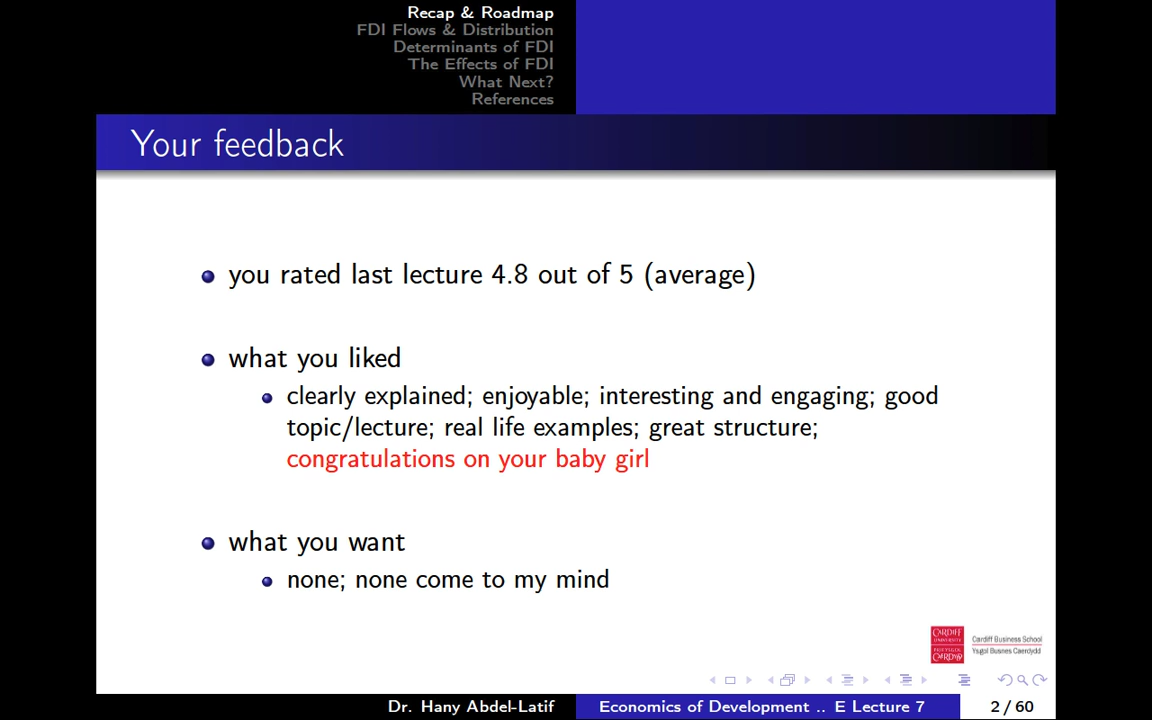 Recap & Roadmap
FDI Flows & Distribution
Determinants of FDI
The Effects of FDI
What Next?
References
Your feedback
you rated last lecture 4.8 out of 5 (average)
what you liked
clearly explained; enjoyable; interesting and engaging; good
topic/lecture; real life examples; great structure;
congratulations on your baby girl
what you want
none; none come to my mind
CARDIFF
UNIVERSITY
PRIFYSGOL
CAERDYDD
Cardiff Business School
Ysgol Busnes Caerdydd
Dr. Hany Abdel-Latif
Economics of Development .. E Lecture 7
2 / 60